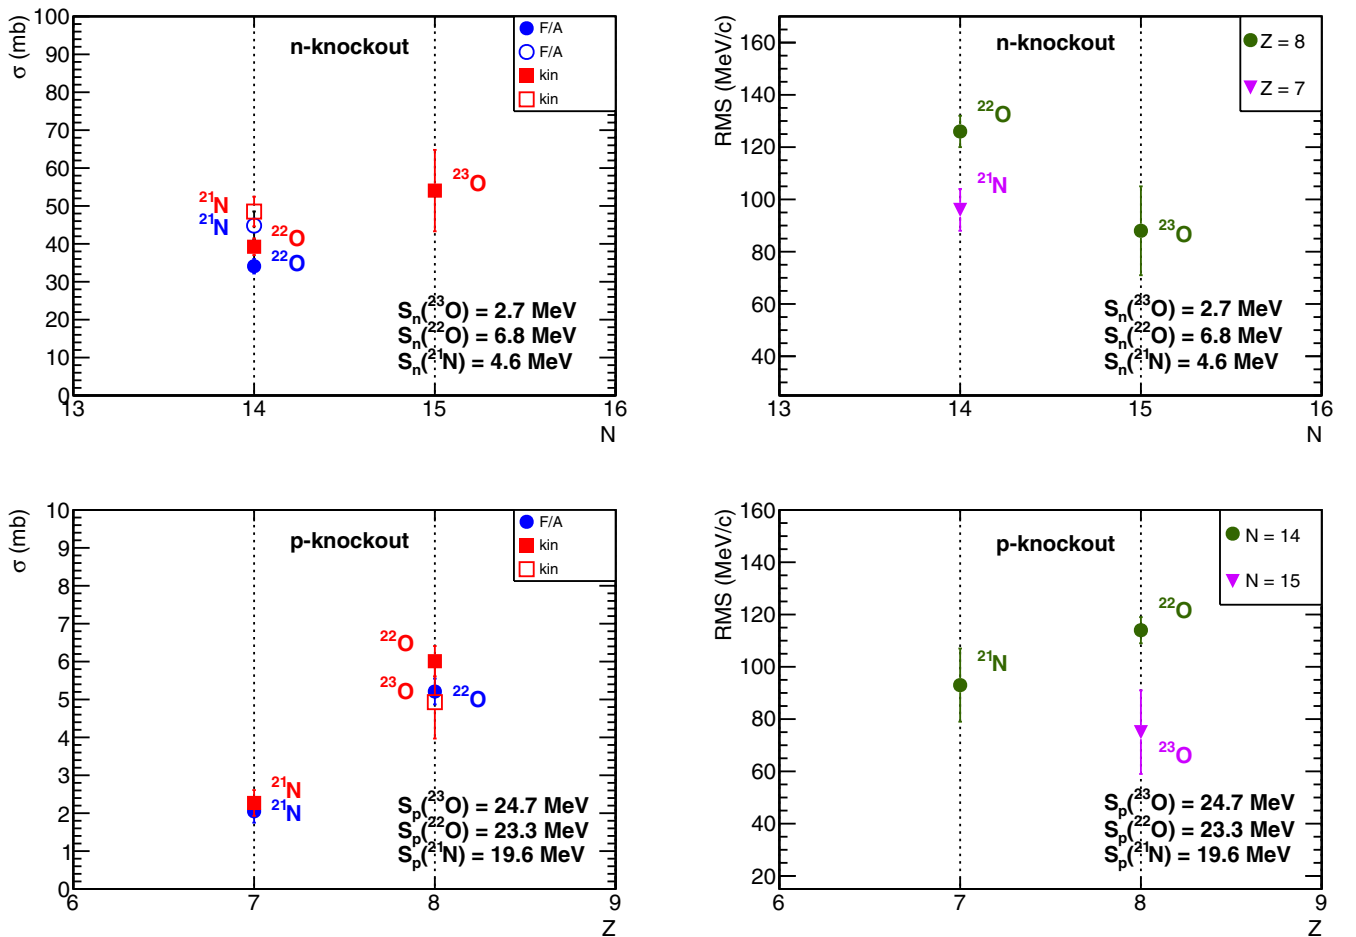 σ (mb)
n-knockout
F/A
F/A
kin
kin
100
90
80
70
60
50
40
30
20
10
0
²¹N
²¹N
²²O
²²O
²³O
Sₙ(²³O) = 2.7 MeV
Sₙ(²²O) = 6.8 MeV
Sₙ(²¹N) = 4.6 MeV
13 14 15 16
N
RMS (MeV/c)
n-knockout
Z = 8
Z = 7
160
140
120
100
80
60
40
²²O
²¹N
²³O
Sₙ(²³O) = 2.7 MeV
Sₙ(²²O) = 6.8 MeV
Sₙ(²¹N) = 4.6 MeV
13 14 15 16
N
σ (mb)
p-knockout
F/A
kin
kin
10
9
8
7
6
5
4
3
2
1
0
²²O
²³O
²²O
²¹N
²¹N
Sₚ(²³O) = 24.7 MeV
Sₚ(²²O) = 23.3 MeV
Sₚ(²¹N) = 19.6 MeV
6 7 8 9
Z
RMS (MeV/c)
p-knockout
N = 14
N = 15
160
140
120
100
80
60
40
20
²²O
²¹N
²³O
Sₚ(²³O) = 24.7 MeV
Sₚ(²²O) = 23.3 MeV
Sₚ(²¹N) = 19.6 MeV
6 7 8 9
Z